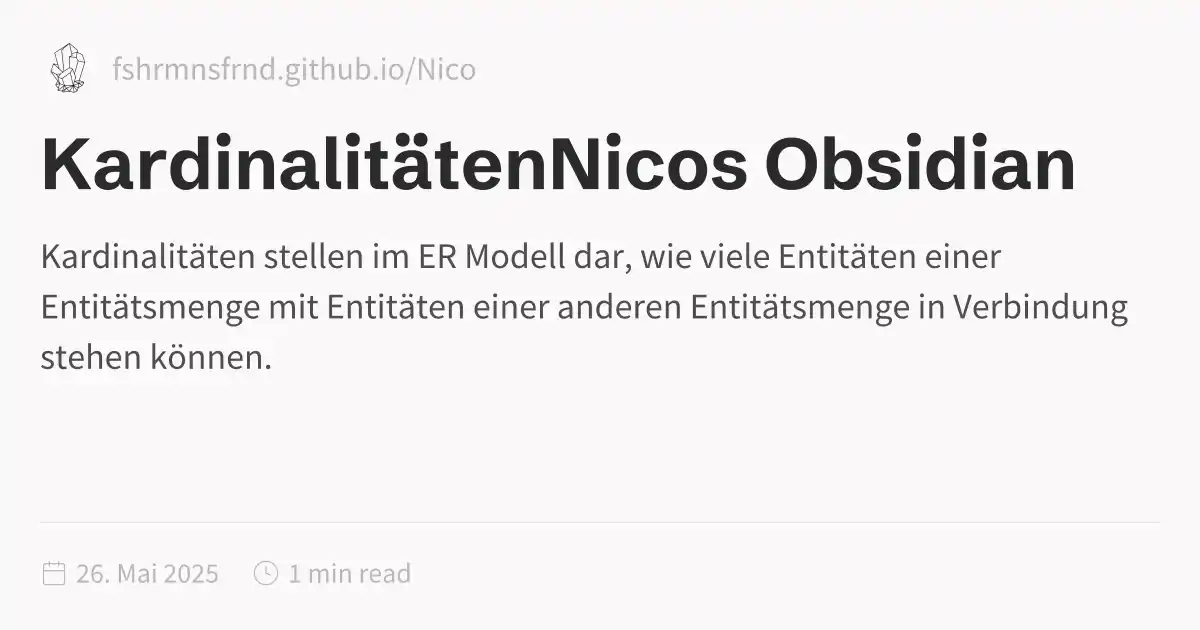 fshrmnsfrnd.github.io/Nico
KardinalitätenNicos Obsidian
Kardinalitäten stellen im ER Modell dar, wie viele Entitäten einer
Entitätsmenge mit Entitäten einer anderen Entitätsmenge in Verbindung
stehen können.
26. Mai 2025 1 min read